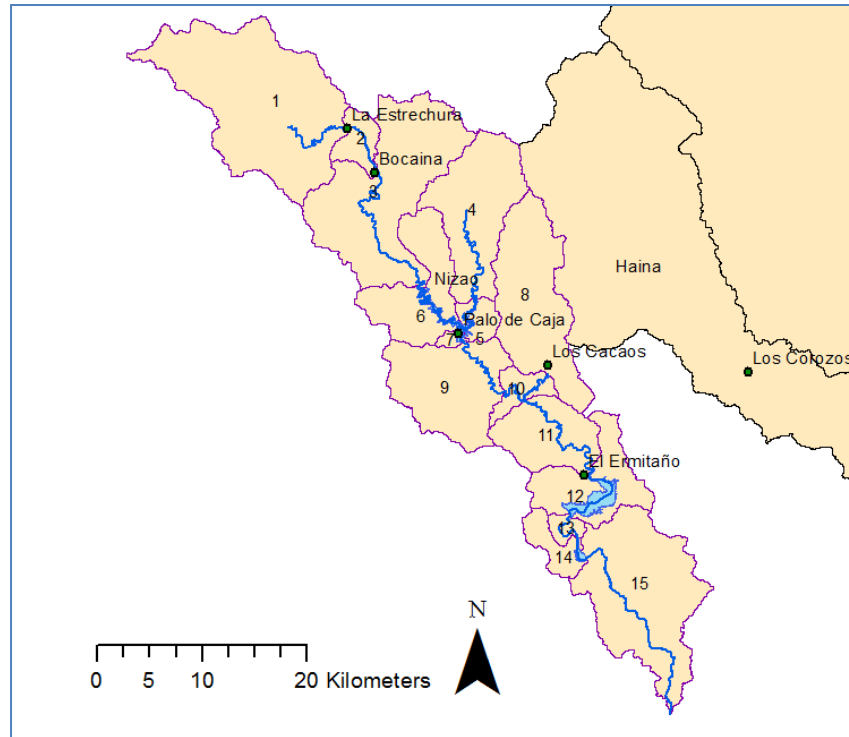 1
La Estrechura
2
Bocaina
3
4
Haina
Nizao
8
6
Palo de Caja
7
5
Los Cacaos
Los Corozos
9
10
11
El Ermitaño
12
13
14
15
N
0 5 10 20 Kilometers